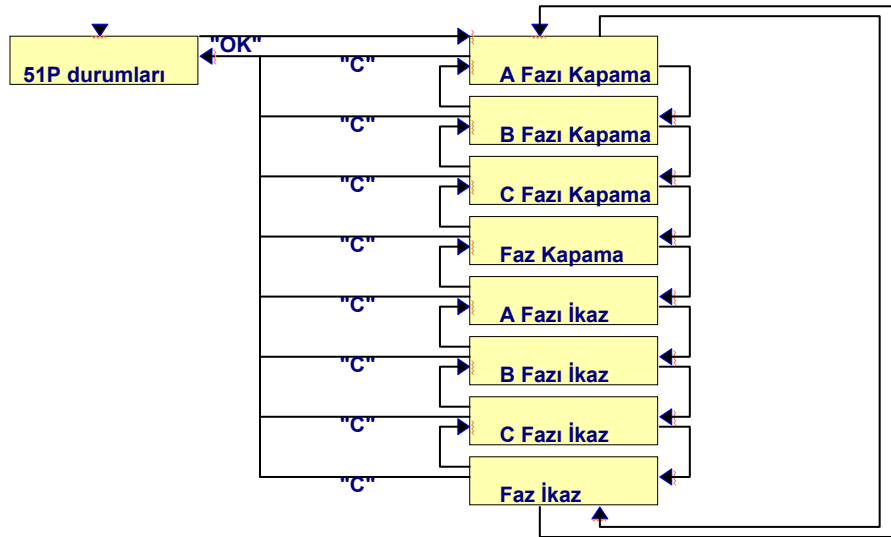 "OK"
51P durumları
"C"
A Fazı Kapama
"C"
B Fazı Kapama
"C"
C Fazı Kapama
"C"
Faz Kapama
"C"
A Fazı İkaz
"C"
B Fazı İkaz
"C"
C Fazı İkaz
"C"
Faz İkaz